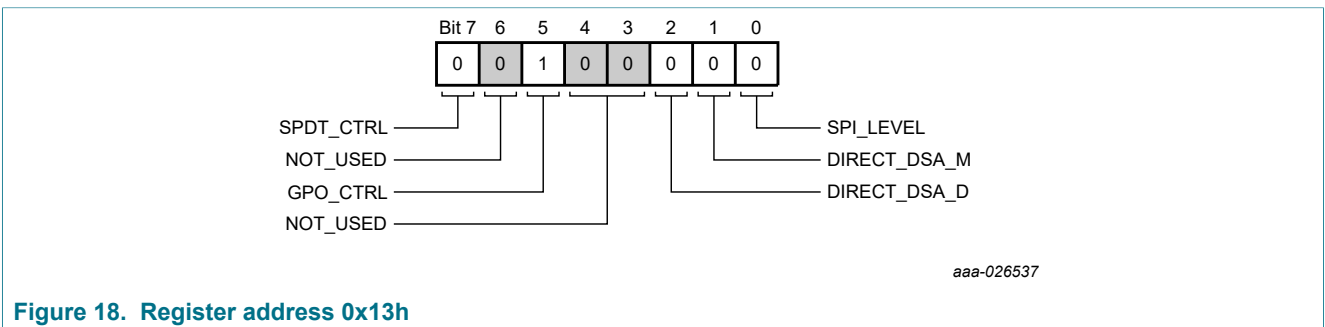 Bit 7 6 5 4 3 2 1 0
0 0 1 0 0 0 0 0
SPDT_CTRL
NOT_USED
GPO_CTRL
NOT_USED
SPI_LEVEL
DIRECT_DSA_M
DIRECT_DSA_D
aaa-026537
Figure 18. Register address 0x13h